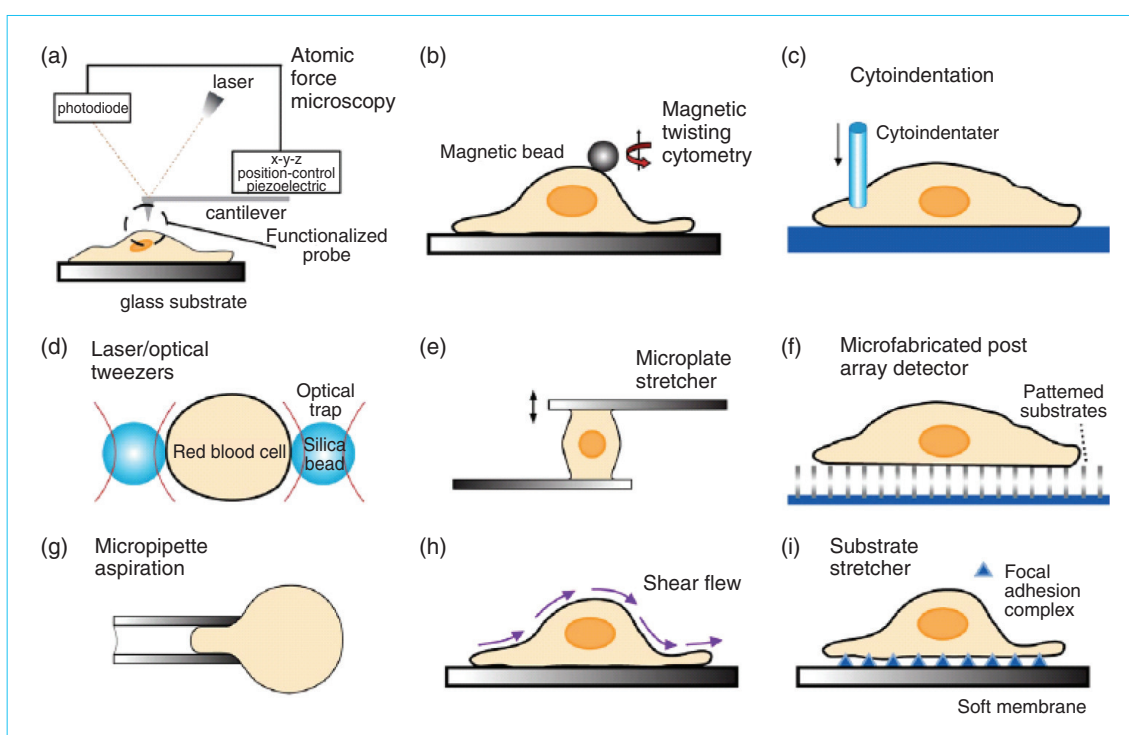 (a)
Atomic
force
microscopy
laser
photodiode
x-y-z
position-control
piezoelectric
cantilever
Functionalized
probe
glass substrate
(b)
Magnetic bead
Magnetic
twisting
cytometry
(c)
Cytoindentation
Cytoindentater
(d)
Laser/optical
tweezers
Optical
trap
Red blood cell
Silica
bead
(e)
Microplate
stretcher
(f)
Microfabricated post
array detector
Pattemed
substrates
(g)
Micropipette
aspiration
(h)
Shear flew
(i)
Substrate
stretcher
Focal
adhesion
complex
Soft membrane